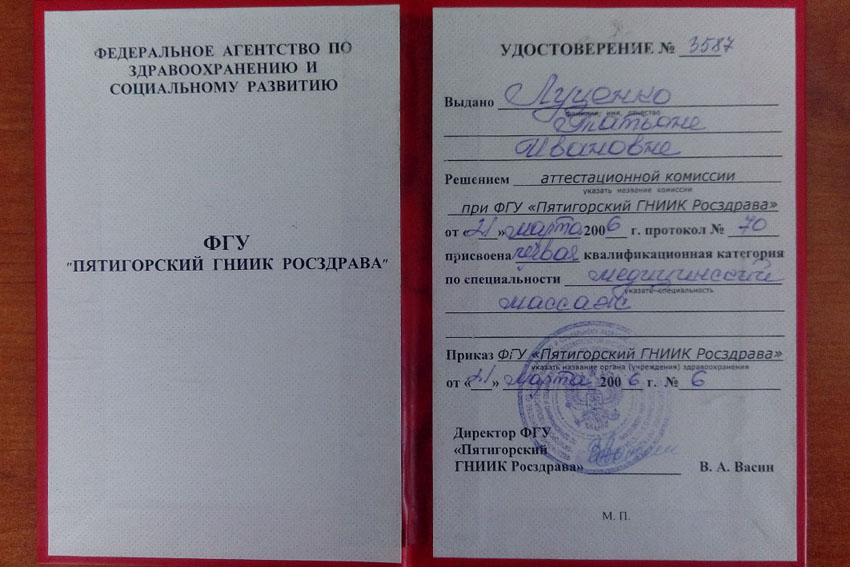 ФЕДЕРАЛЬНОЕ АГЕНТСТВО ПО
ЗДРАВООХРАНЕНИЮ И
СОЦИАЛЬНОМУ РАЗВИТИЮ
ФГУ
"ПЯТИГОРСКИЙ ГНИИК РОСЗДРАВА"
УДОСТОВЕРЕНИЕ № 3587
Выдано Луценко
фамилия, имя, отчество
Татьяне
Ивановне
Решением аттестационной комиссии
указать название комиссии
при ФГУ «Пятигорский ГНИИК Росздрава»
от «21» марта 2006 г. протокол № 70
присвоена первая квалификационная категория
по специальности медицинский
указать специальность
массаж
Приказ ФГУ «Пятигорский ГНИИК Росздрава»
указать название органа (учреждения) здравоохранения
от «21» марта 2006 г. № 6
Директор ФГУ
«Пятигорский
ГНИИК Росздрава» В. А. Васин
М. П.